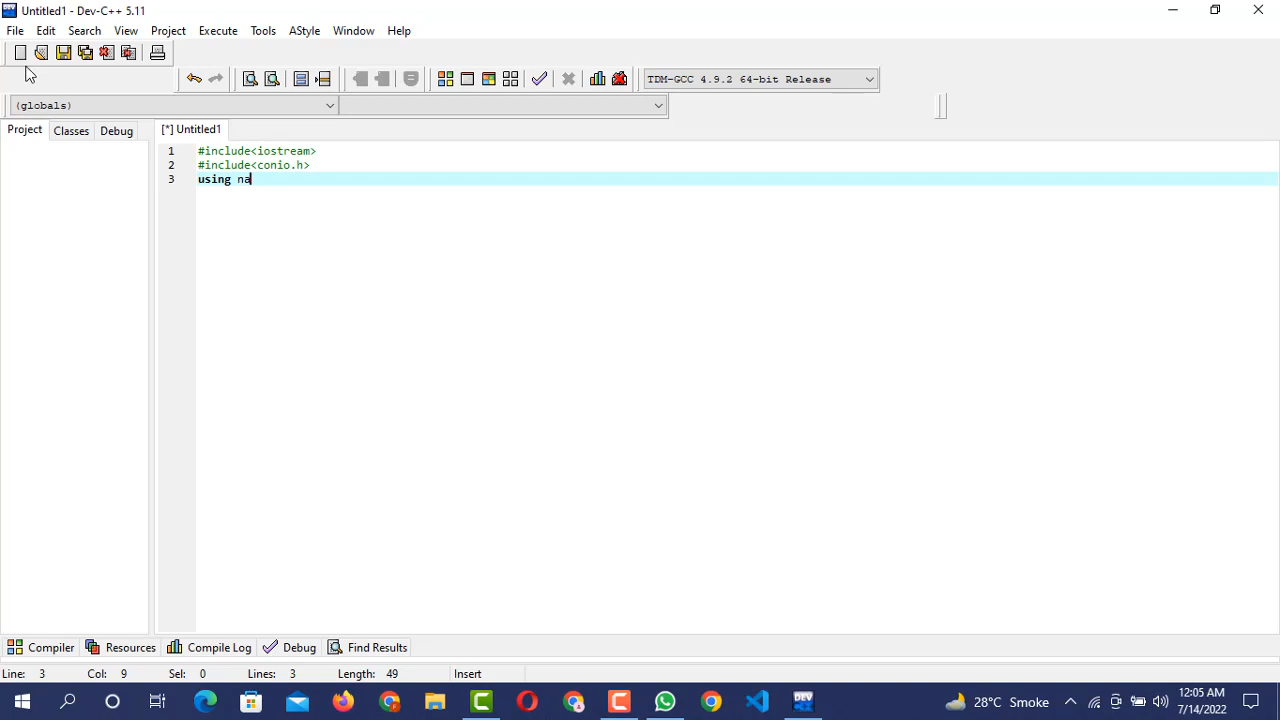 Untitled1 - Dev-C++ 5.11
File Edit Search View Project Execute Tools AStyle Window Help
TDM-GCC 4.9.2 64-bit Release
(globals)
Project Classes Debug [*] Untitled1
1 #include<iostream>
2 #include<conio.h>
3 using na
Compiler Resources Compile Log Debug Find Results
Line: 3 Col: 9 Sel: 0 Lines: 3 Length: 49 Insert
DEV
28°C Smoke 12:05 AM
7/14/2022